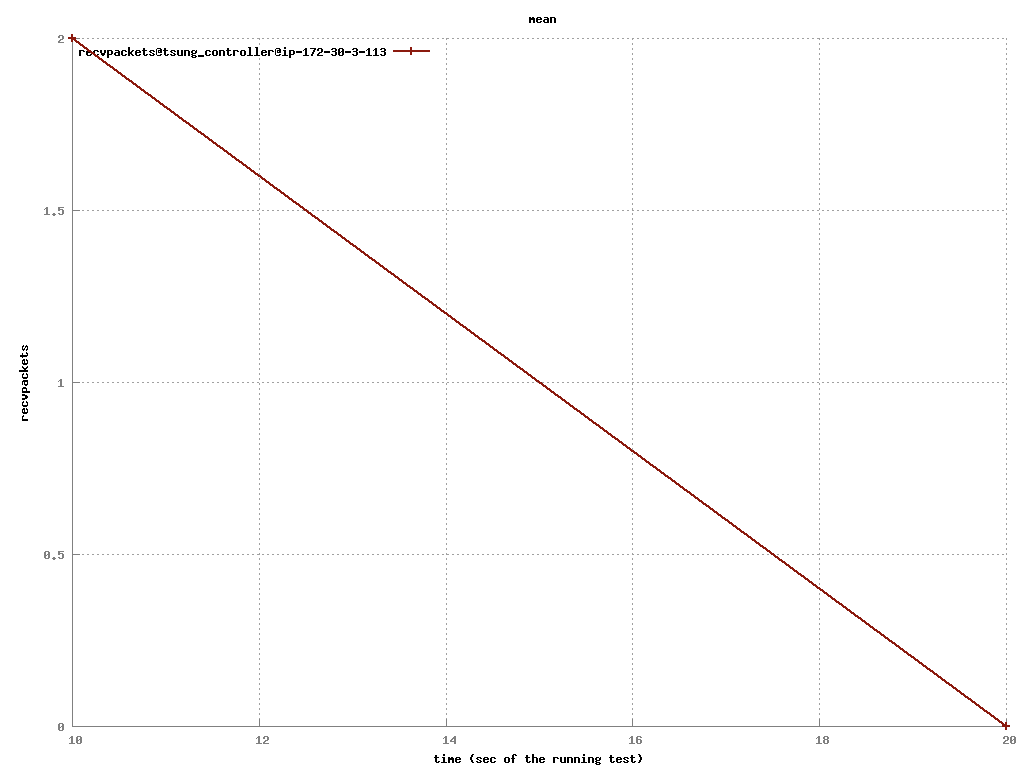 mean
2
recvpackets@tsung_controller@ip-172-30-3-113
1.5
1
recvpackets
0.5
0
10 12 14 16 18 20
time (sec of the running test)